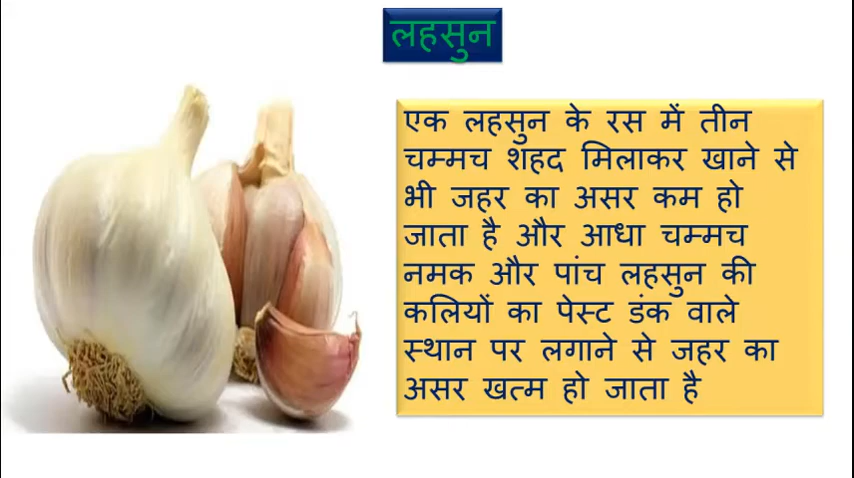 लहसुन
एक लहसुन के रस में तीन
चम्मच शहद मिलाकर खाने से
भी जहर का असर कम हो
जाता है और आधा चम्मच
नमक और पांच लहसुन की
कलियों का पेस्ट डंक वाले
स्थान पर लगाने से जहर का
असर खत्म हो जाता है